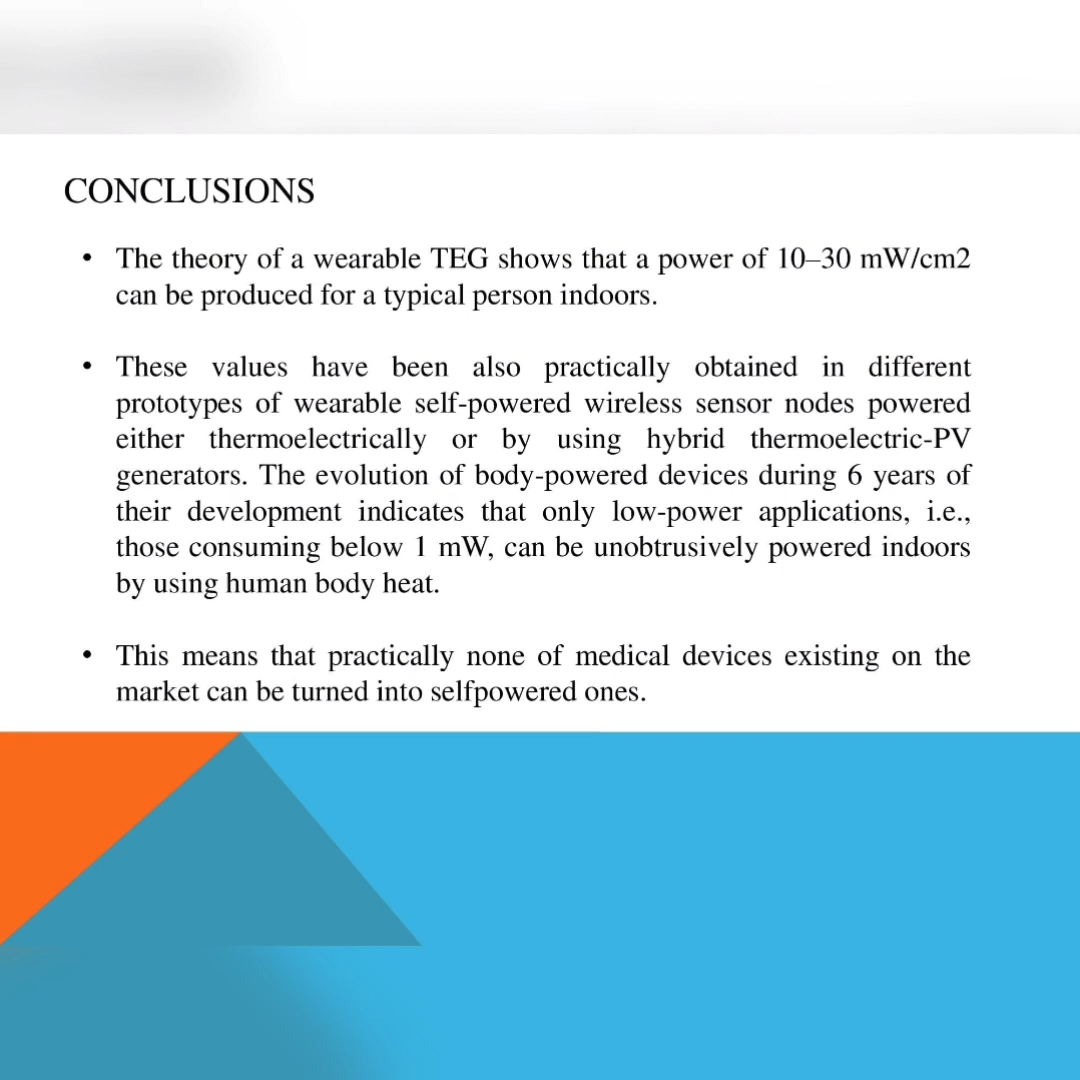 CONCLUSIONS
• The theory of a wearable TEG shows that a power of 10–30 mW/cm2
can be produced for a typical person indoors.
• These values have been also practically obtained in different
prototypes of wearable self-powered wireless sensor nodes powered
either thermoelectrically or by using hybrid thermoelectric-PV
generators. The evolution of body-powered devices during 6 years of
their development indicates that only low-power applications, i.e.,
those consuming below 1 mW, can be unobtrusively powered indoors
by using human body heat.
• This means that practically none of medical devices existing on the
market can be turned into selfpowered ones.